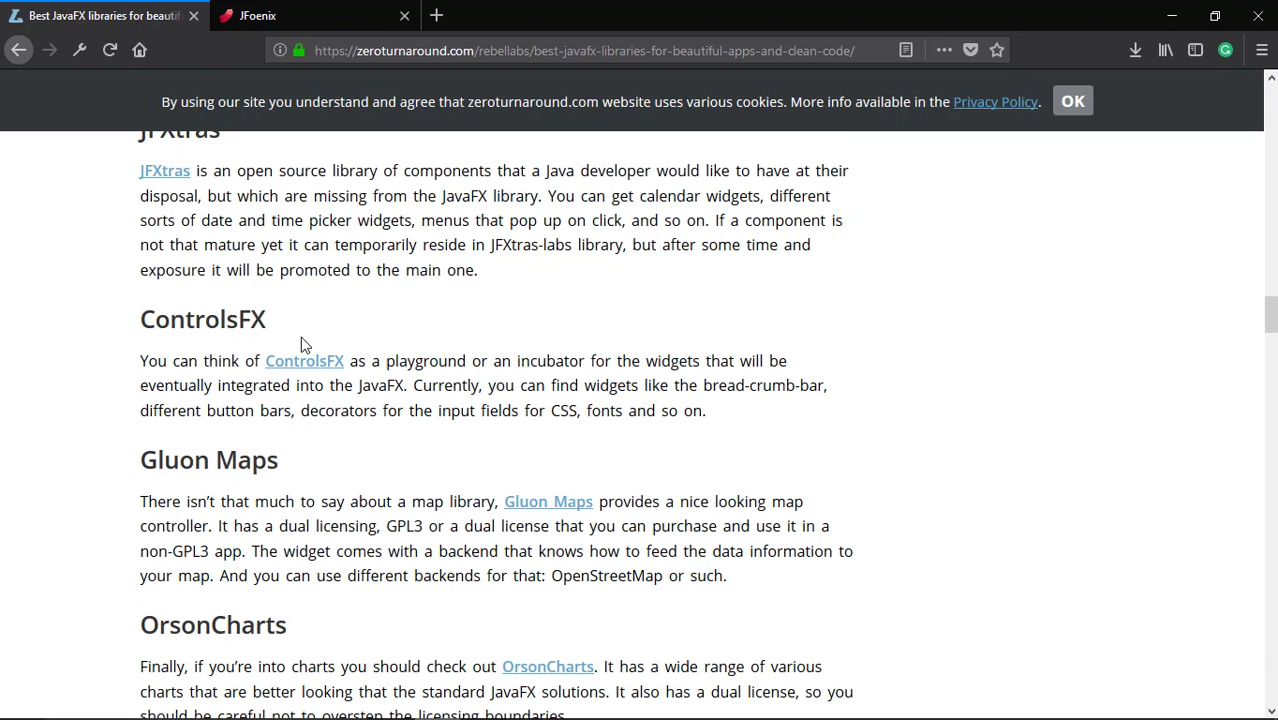 Best JavaFX libraries for beautif
JFoenix
https://zeroturnaround.com/rebellabs/best-javafx-libraries-for-beautiful-apps-and-clean-code/
By using our site you understand and agree that zeroturnaround.com website uses various cookies. More info available in the Privacy Policy. OK
JFXtras
JFXtras is an open source library of components that a Java developer would like to have at their
disposal, but which are missing from the JavaFX library. You can get calendar widgets, different
sorts of date and time picker widgets, menus that pop up on click, and so on. If a component is
not that mature yet it can temporarily reside in JFXtras-labs library, but after some time and
exposure it will be promoted to the main one.
ControlsFX
You can think of ControlsFX as a playground or an incubator for the widgets that will be
eventually integrated into the JavaFX. Currently, you can find widgets like the bread-crumb-bar,
different button bars, decorators for the input fields for CSS, fonts and so on.
Gluon Maps
There isn't that much to say about a map library, Gluon Maps provides a nice looking map
controller. It has a dual licensing, GPL3 or a dual license that you can purchase and use it in a
non-GPL3 app. The widget comes with a backend that knows how to feed the data information to
your map. And you can use different backends for that: OpenStreetMap or such.
OrsonCharts
Finally, if you're into charts you should check out OrsonCharts. It has a wide range of various
charts that are better looking that the standard JavaFX solutions. It also has a dual license, so you
should be careful not to overstep the licensing boundaries.